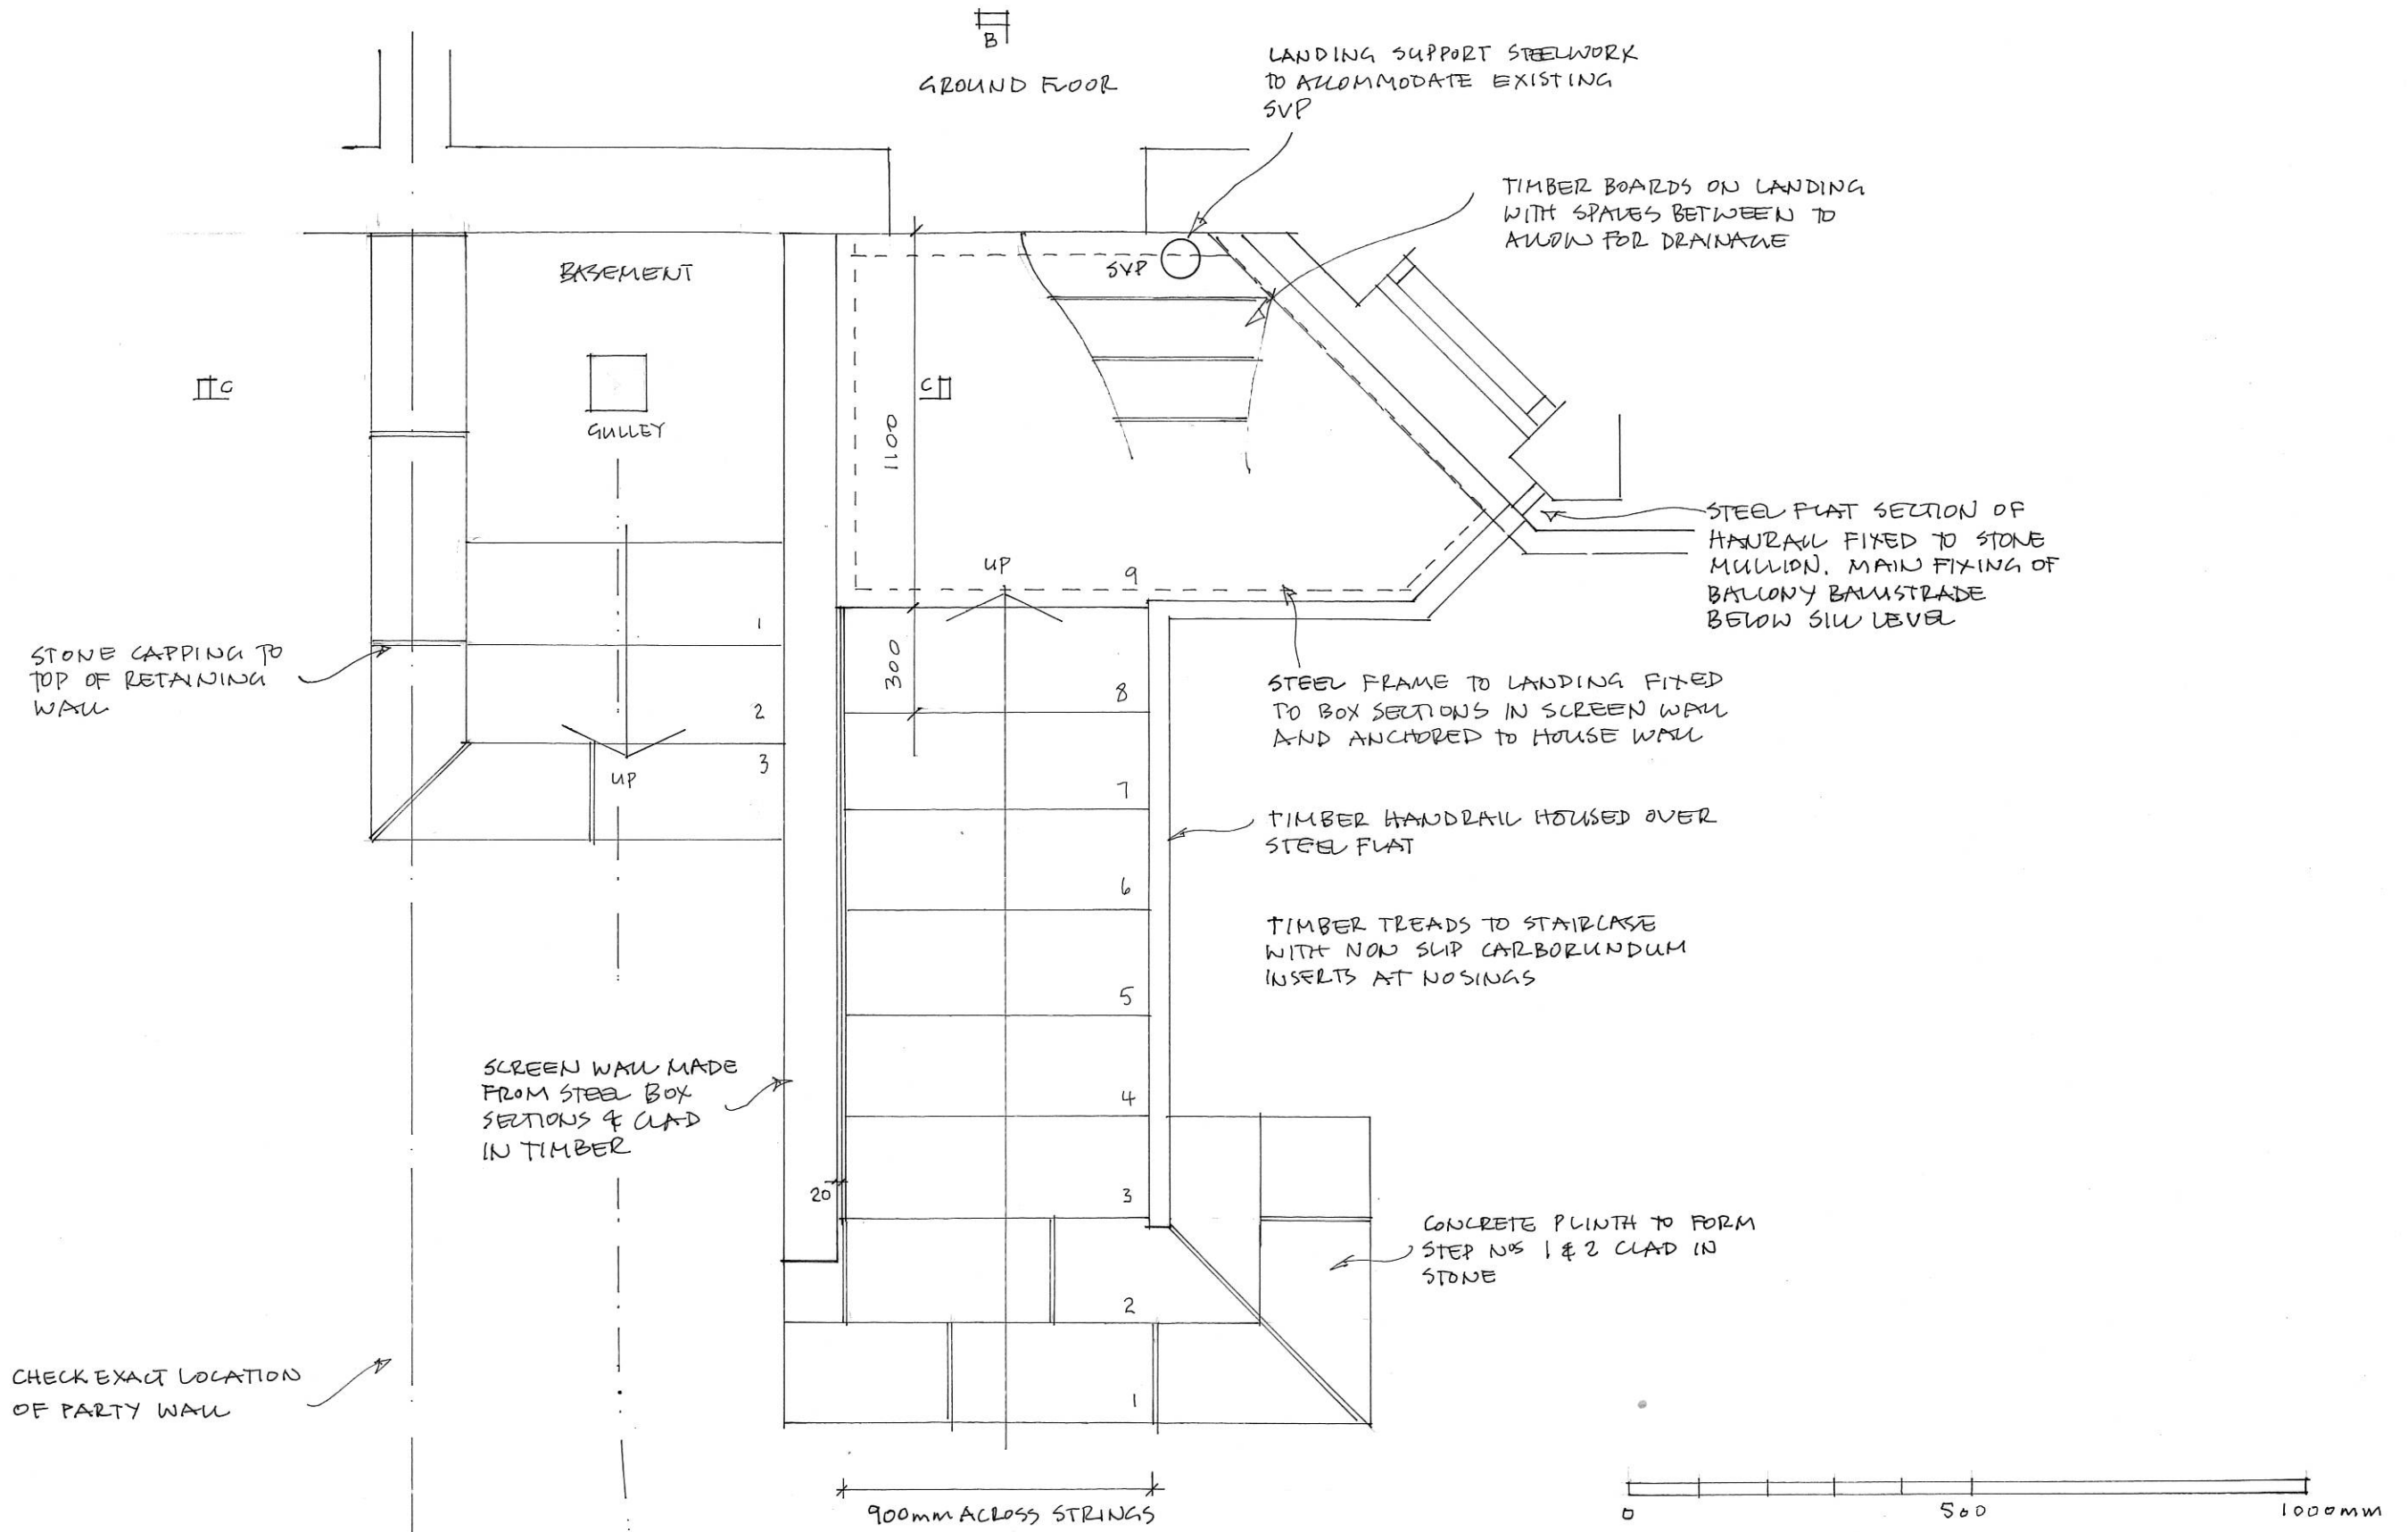 B
GROUND FLOOR
LANDING SUPPORT STEELWORK
TO ACCOMMODATE EXISTING
SVP
TIMBER BOARDS ON LANDING
WITH SPACES BETWEEN TO
ALLOW FOR DRAINAGE
BASEMENT
SVP
C
C
GULLEY
1100
STEEL FLAT SECTION OF
HANRAIL FIXED TO STONE
MULLION. MAIN FIXING OF
BALCONY BALUSTRADE
BELOW SILL LEVEL
UP
9
1
STONE CAPPING TO
TOP OF RETAINING
WALL
300
8
STEEL FRAME TO LANDING FIXED
TO BOX SECTIONS IN SCREEN WALL
AND ANCHORED TO HOUSE WALL
2
3
UP
7
TIMBER HANDRAIL HOUSED OVER
STEEL FLAT
6
TIMBER TREADS TO STAIRCASE
WITH NON SLIP CARBORUNDUM
INSERTS AT NOSINGS
5
SCREEN WALL MADE
FROM STEEL BOX
SECTIONS & CLAD
IN TIMBER
4
20
3
CONCRETE PLINTH TO FORM
STEP NOS 1 & 2 CLAD IN
STONE
2
CHECK EXACT LOCATION
OF PARTY WALL
1
900mm ACROSS STRINGS
0 500 1000mm